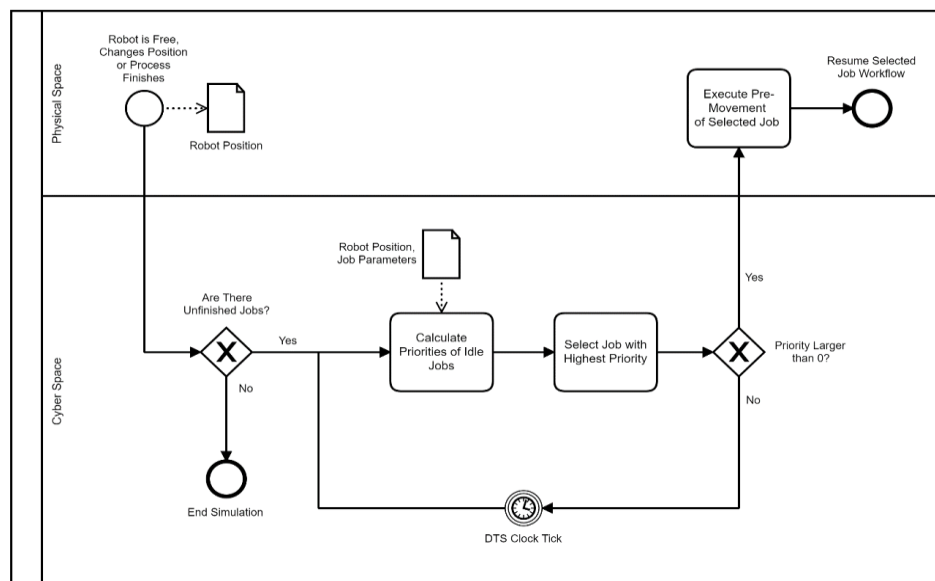 Physical Space
Robot is Free,
Changes Position
or Process
Finishes
Robot Position
Execute Pre-
Movement
of Selected Job
Resume Selected
Job Workflow
Cyber Space
Are There
Unfinished Jobs?
Yes
No
End Simulation
Robot Position,
Job Parameters
Calculate
Priorities of Idle
Jobs
Select Job with
Highest Priority
Yes
Priority Larger
than 0?
No
DTS Clock Tick